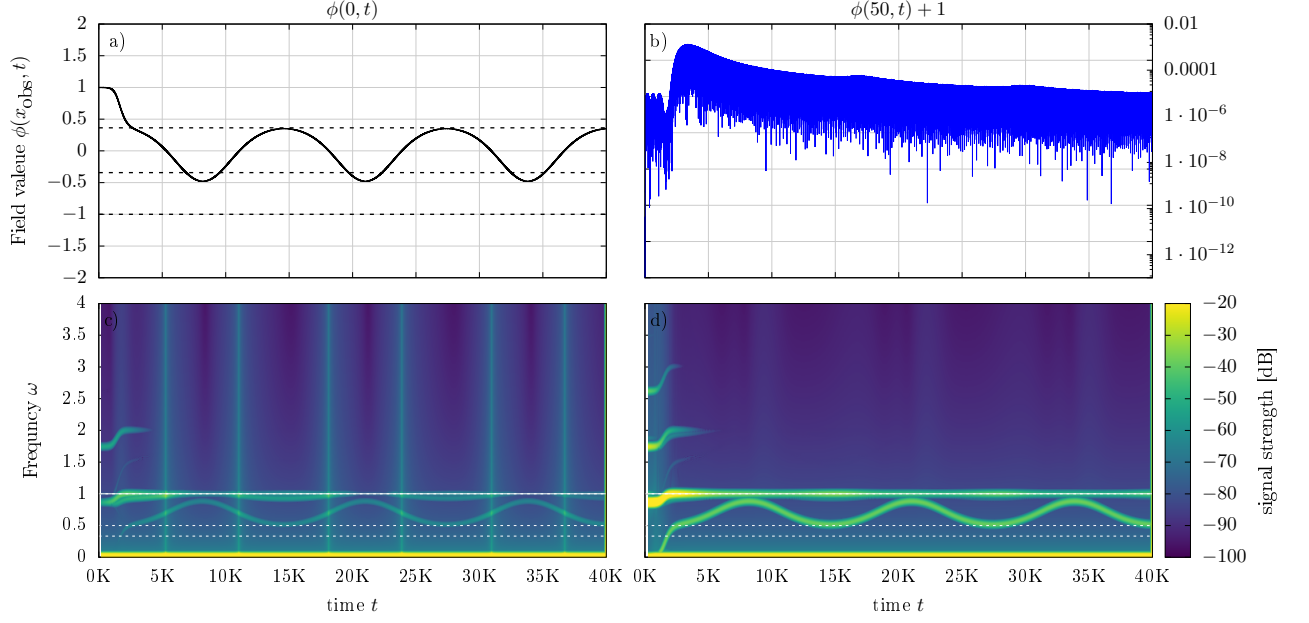 ϕ(0, t)
ϕ(50, t) + 1
a)
b)
Field valeue ϕ(x_obs, t)
2
1.5
1
0.5
0
−0.5
−1
−1.5
−2
0.01
0.0001
1 · 10^−6
1 · 10^−8
1 · 10^−10
1 · 10^−12
c)
d)
Frequncy ω
4
3.5
3
2.5
2
1.5
1
0.5
0
0K 5K 10K 15K 20K 25K 30K 35K 40K
time t
0K 5K 10K 15K 20K 25K 30K 35K 40K
time t
−20
−30
−40
−50
−60
−70
−80
−90
−100
signal strength [dB]